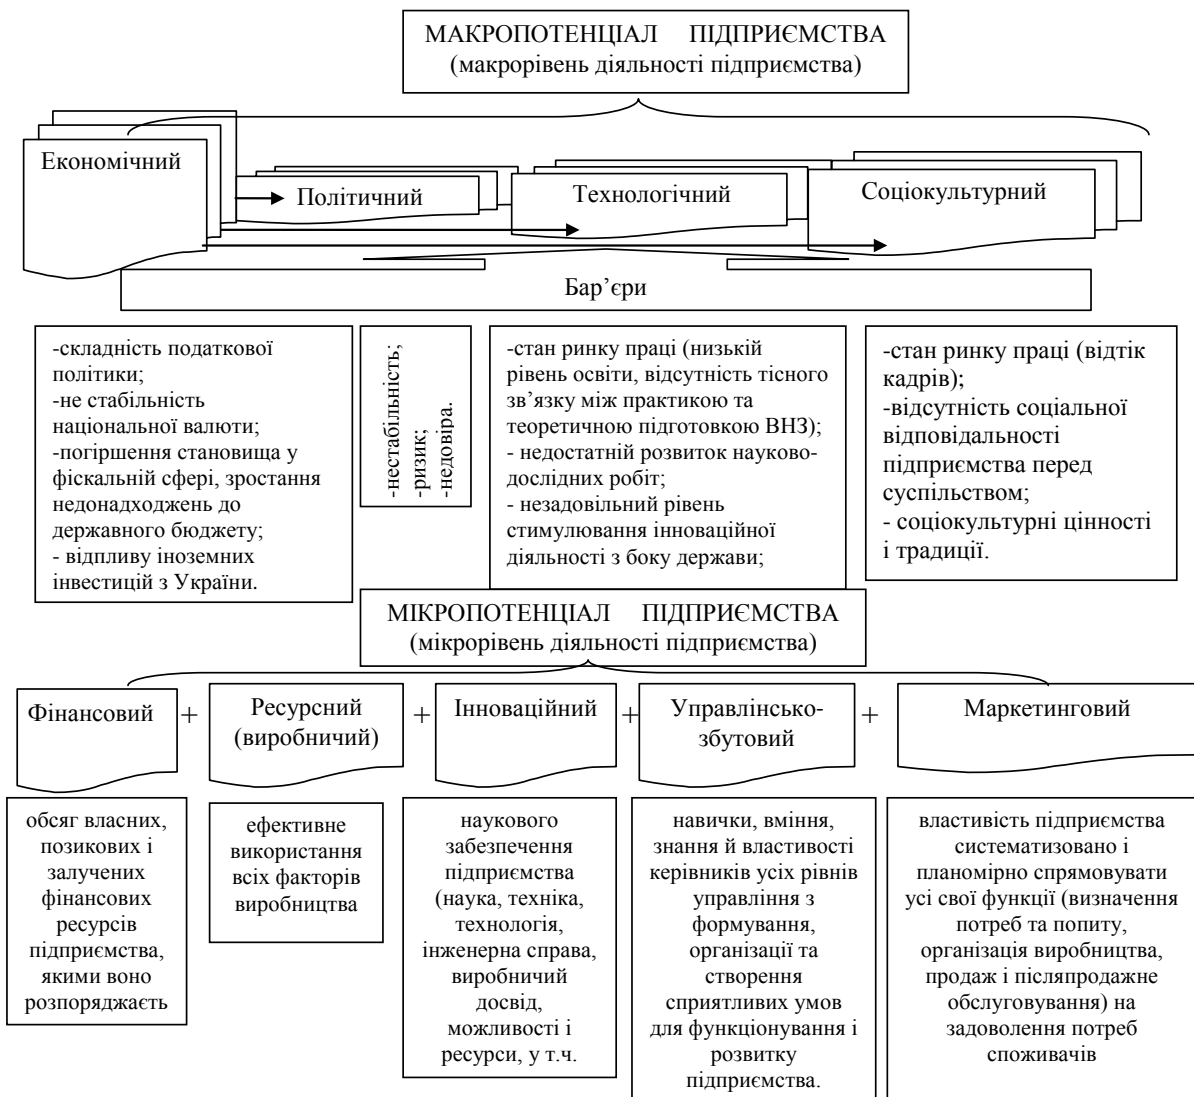 МАКРОПОТЕНЦІАЛ ПІДПРИЄМСТВА
(макрорівень діяльності підприємства)
Економічний
Політичний
Технологічний
Соціокультурний
Бар’єри
-складність податкової
політики;
-не стабільність
національної валюти;
-погіршення становища у
фіскальній сфері, зростання
недонадходжень до
державного бюджету;
- відпливу іноземних
інвестицій з України.
-нестабільність;
-ризик;
-недовіра.
-стан ринку праці (низькій
рівень освіти, відсутність тісного
зв’язку між практикою та
теоретичною підготовкою ВНЗ);
- недостатній розвиток науково-
дослідних робіт;
- незадовільний рівень
стимулювання інноваційної
діяльності з боку держави;
-стан ринку праці (відтік
кадрів);
-відсутність соціальної
відповідальності
підприємства перед
суспільством;
- соціокультурні цінності
і традиції.
МІКРОПОТЕНЦІАЛ ПІДПРИЄМСТВА
(мікрорівень діяльності підприємства)
Фінансовий
+
Ресурсний
(виробничий)
+
Інноваційний
+
Управлінсько-
збутовий
+
Маркетинговий
обсяг власних,
позикових і
залучених
фінансових
ресурсів
підприємства,
якими воно
розпоряджаєть
ефективне
використання
всіх факторів
виробництва
наукового
забезпечення
підприємства
(наука, техніка,
технологія,
інженерна справа,
виробничий
досвід,
можливості і
ресурси, у т.ч.
навички, вміння,
знання й властивості
керівників усіх рівнів
управління з
формування,
організації та
створення
сприятливих умов
для функціонування і
розвитку
підприємства.
властивість підприємства
систематизовано і
планомірно спрямовувати
усі свої функції (визначення
потреб та попиту,
організація виробництва,
продаж і післяпродажне
обслуговування) на
задоволення потреб
споживачів